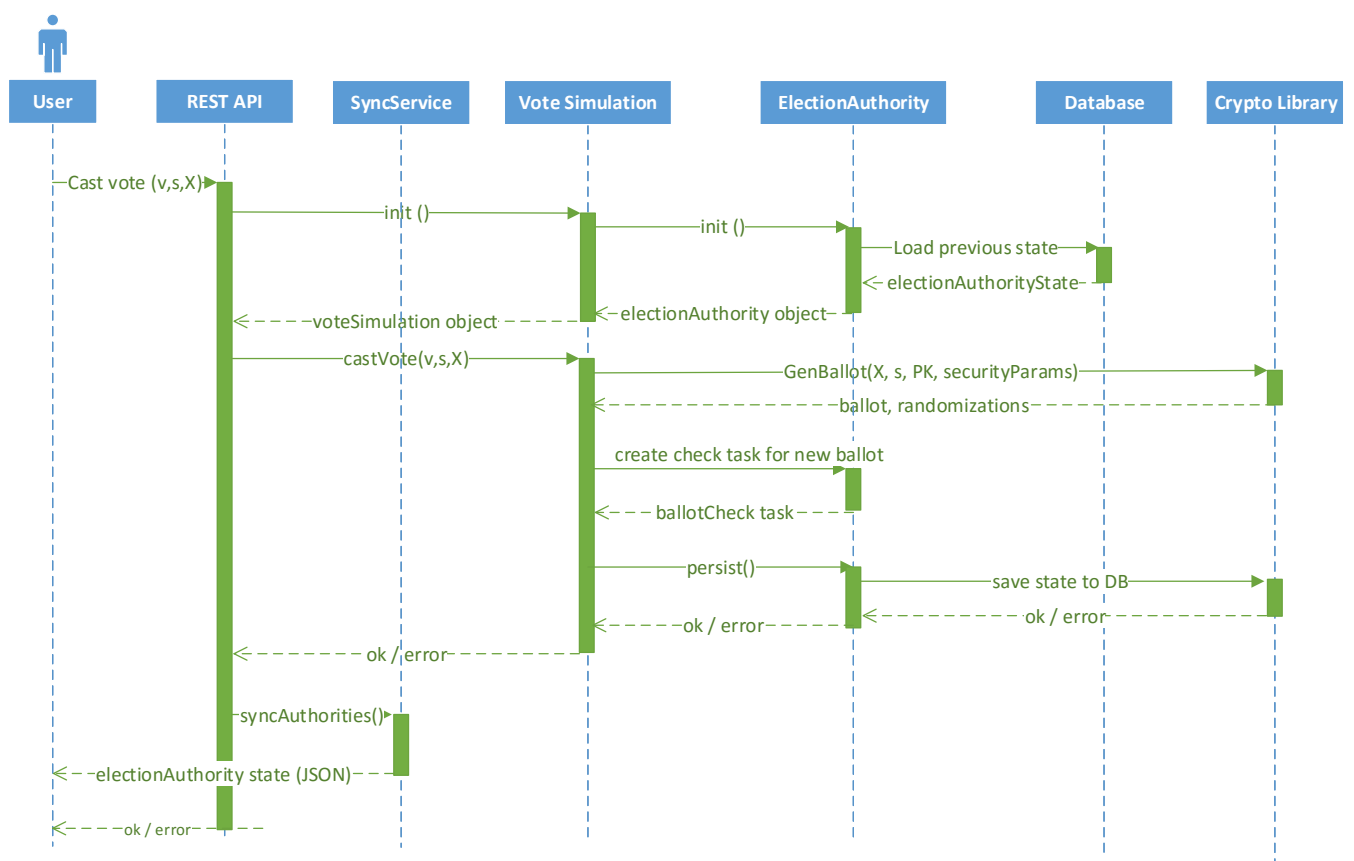 User
REST API
SyncService
Vote Simulation
ElectionAuthority
Database
Crypto Library
Cast vote (v,s,X)
init ()
init ()
Load previous state
electionAuthorityState
electionAuthority object
voteSimulation object
castVote(v,s,X)
GenBallot(X, s, PK, securityParams)
ballot, randomizations
create check task for new ballot
ballotCheck task
persist()
save state to DB
ok / error
ok / error
ok / error
syncAuthorities()
electionAuthority state (JSON)
ok / error